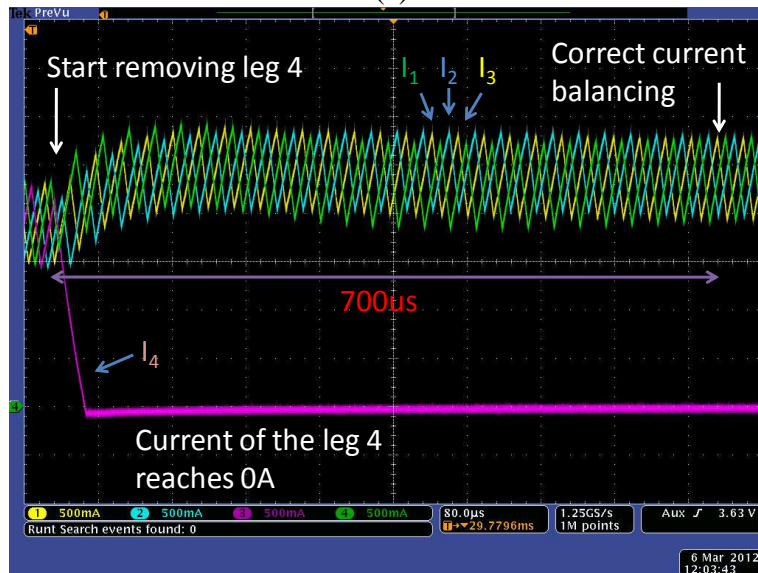 Tek PreVu
T
T
Start removing leg 4
I1 I2 I3
Correct current
balancing
700µs
I4
4
Current of the leg 4
reaches 0A
1 500mA 2 500mA 3 500mA 4 500mA
80.0µs
T→▾29.7796ms
1.25GS/s
1M points
Aux ʃ 3.63 V
Runt Search events found: 0
6 Mar 2012
12:03:43